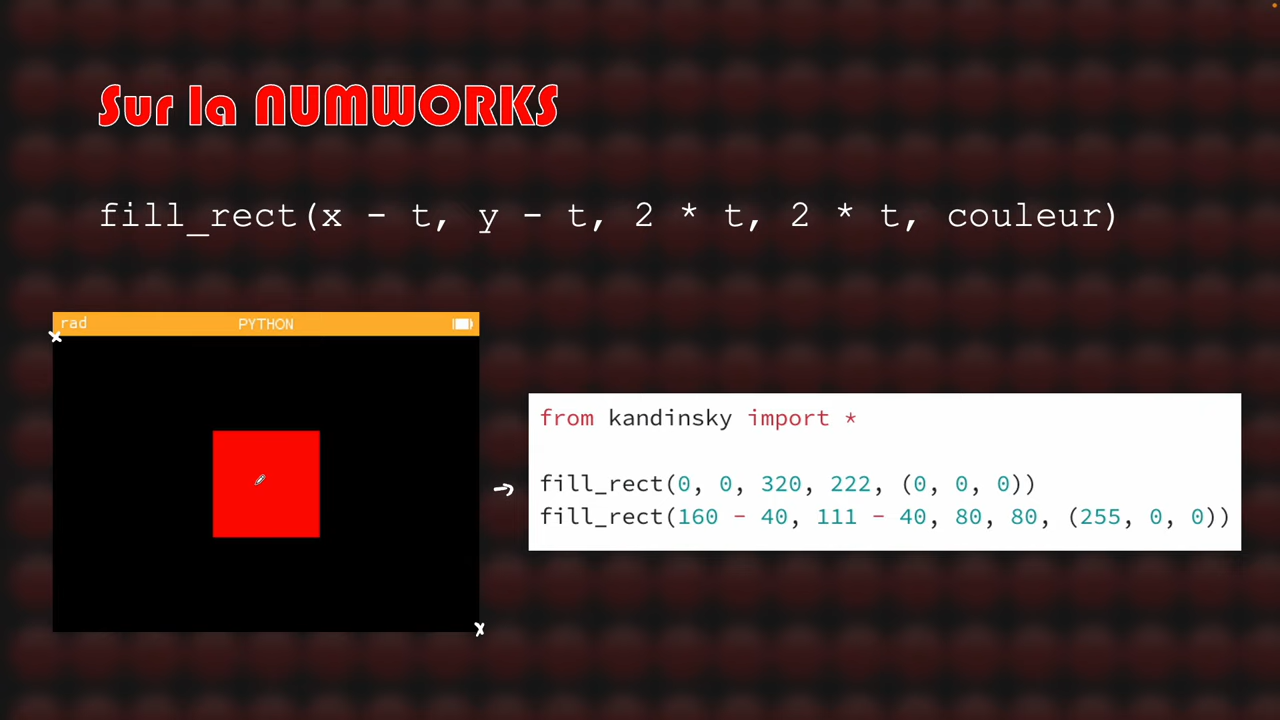 Sur la NUMWORKS
fill_rect(x - t, y - t, 2 * t, 2 * t, couleur)
rad PYTHON
from kandinsky import *
fill_rect(0, 0, 320, 222, (0, 0, 0))
fill_rect(160 - 40, 111 - 40, 80, 80, (255, 0, 0))